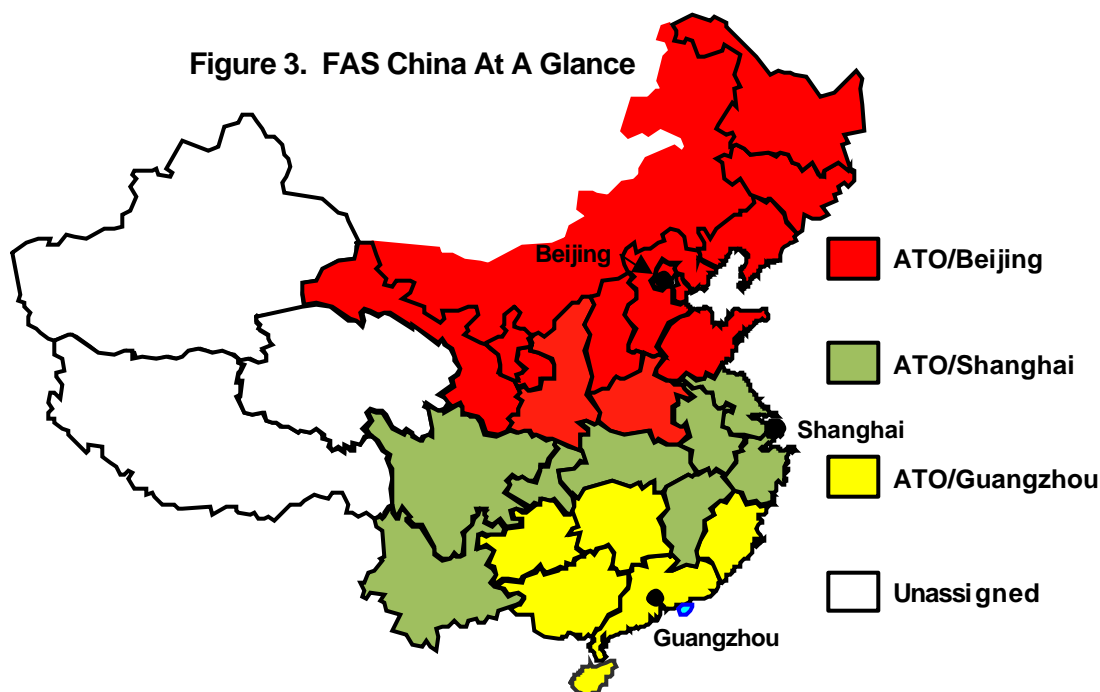 Figure 3. FAS China At A Glance
Beijing
ATO/Beijing
ATO/Shanghai
Shanghai
ATO/Guangzhou
Unassigned
Guangzhou